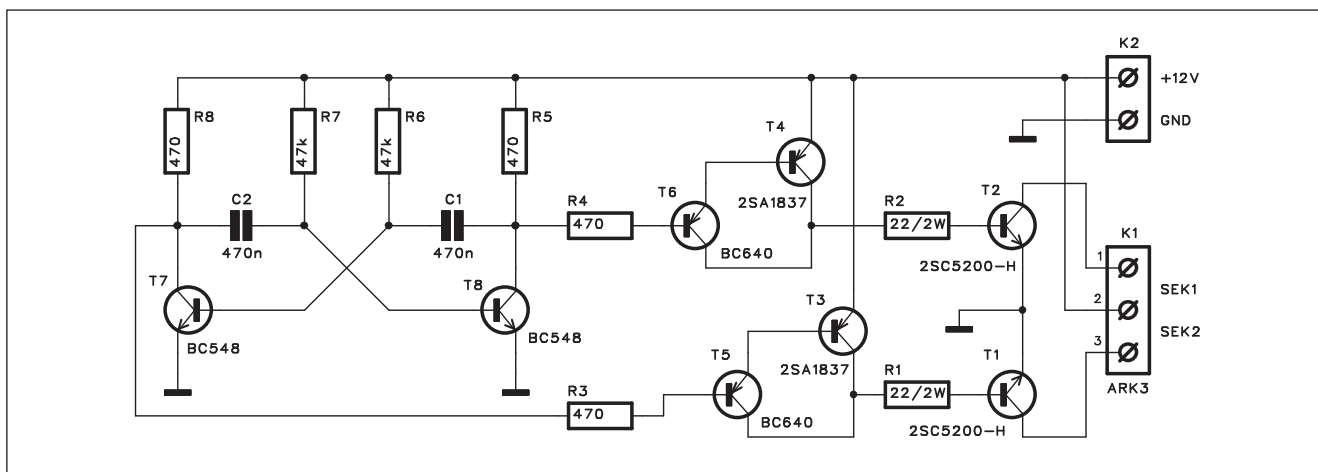 K2
+12V
GND
R8
470
R7
47k
R6
47k
R5
470
T4
2SA1837
C2
470n
C1
470n
R4
470
T6
BC640
R2
22/2W
T2
2SC5200-H
K1
1
SEK1
2
SEK2
3
ARK3
T7
BC548
T8
BC548
T3
2SA1837
T5
BC640
R3
470
R1
22/2W
T1
2SC5200-H